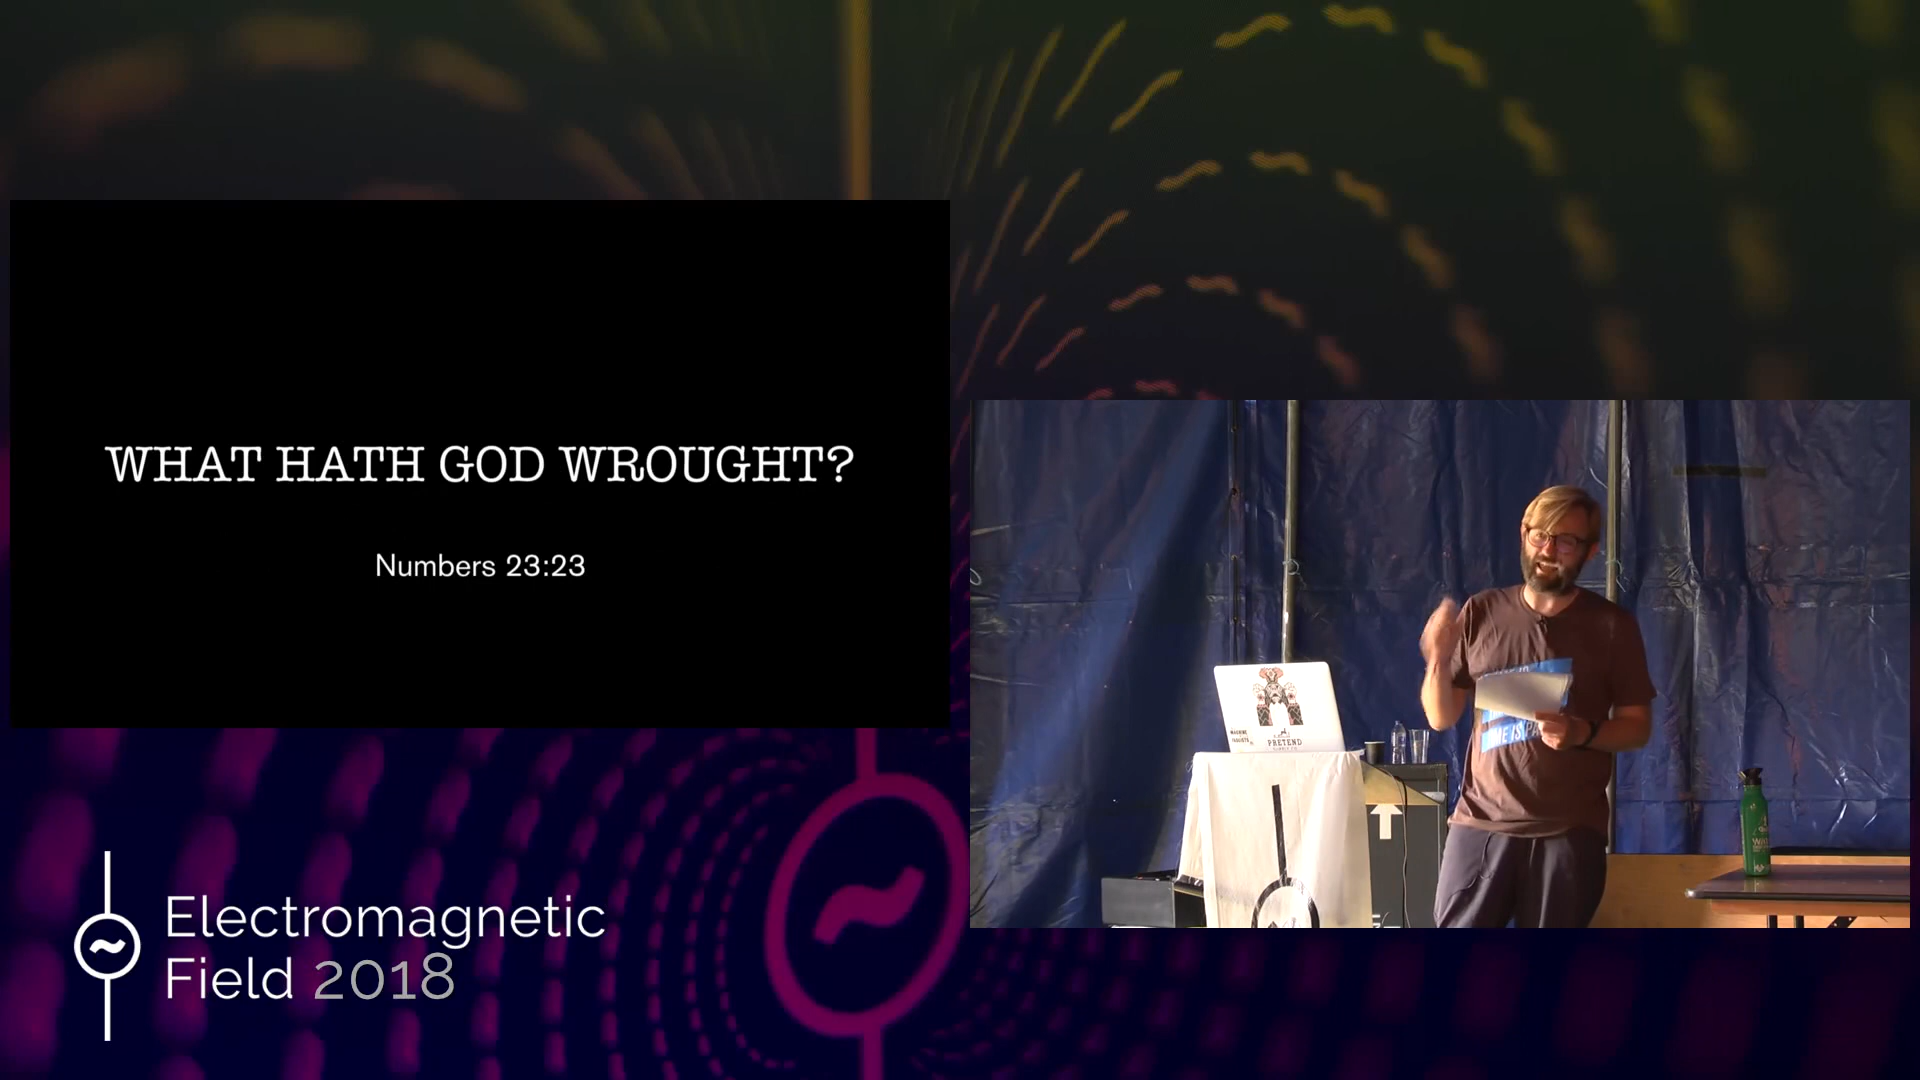 WHAT HATH GOD WROUGHT?
Numbers 23:23
PRETEND
Electromagnetic
Field 2018